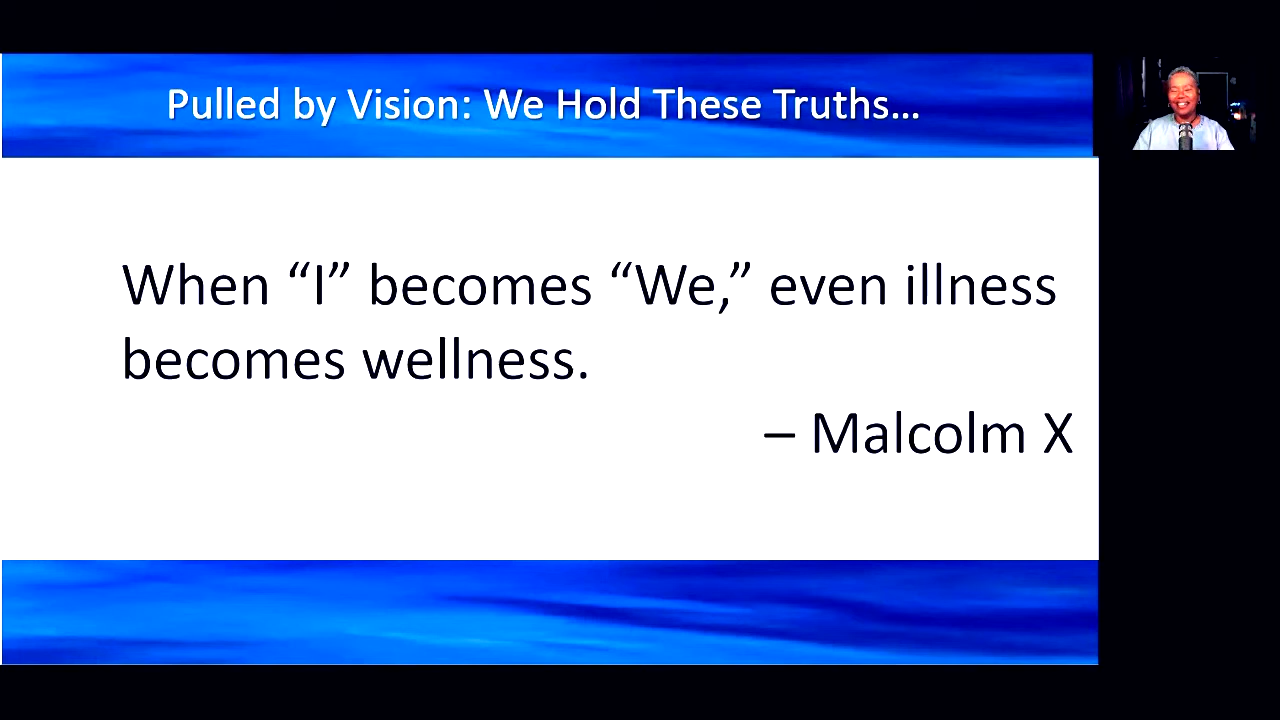 Pulled by Vision: We Hold These Truths...
When “I” becomes “We,” even illness
becomes wellness.
– Malcolm X